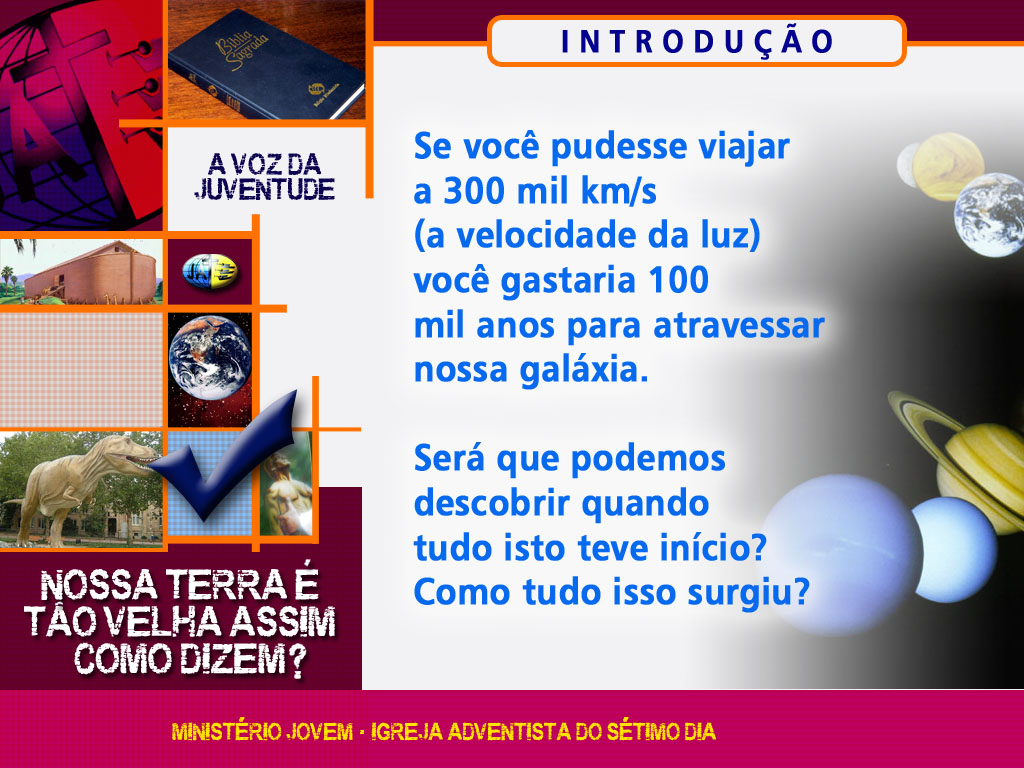 INTRODUÇÃO
Bíblia
Sagrada
A VOZ DA
JUVENTUDE
Se você pudesse viajar
a 300 mil km/s
(a velocidade da luz)
você gastaria 100
mil anos para atravessar
nossa galáxia.
Será que podemos
descobrir quando
tudo isto teve início?
Como tudo isso surgiu?
NOSSA TERRA É
TÃO VELHA ASSIM
COMO DIZEM?
MINISTÉRIO JOVEM - IGREJA ADVENTISTA DO SÉTIMO DIA